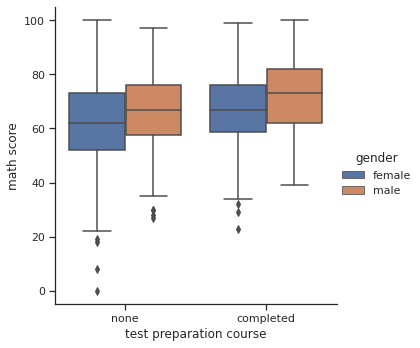 100
80
60
40
20
0
math score
none
completed
test preparation course
gender
female
male